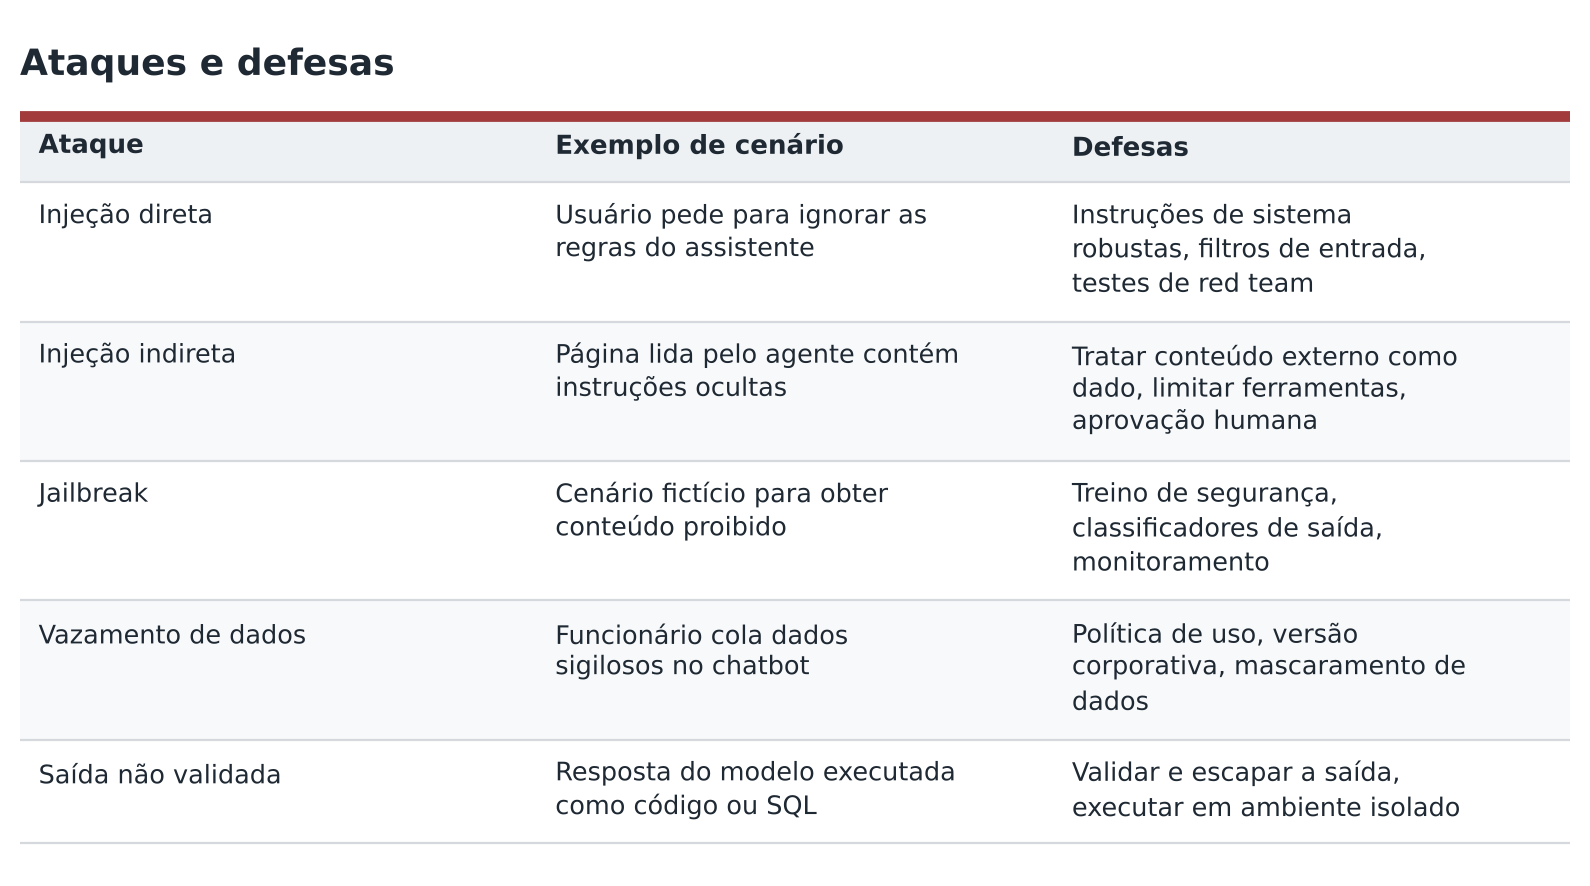 Ataques e defesas
Ataque
Exemplo de cenário
Defesas
Injeção direta
Usuário pede para ignorar as
regras do assistente
Instruções de sistema
robustas, filtros de entrada,
testes de red team
Injeção indireta
Página lida pelo agente contém
instruções ocultas
Tratar conteúdo externo como
dado, limitar ferramentas,
aprovação humana
Jailbreak
Cenário fictício para obter
conteúdo proibido
Treino de segurança,
classificadores de saída,
monitoramento
Vazamento de dados
Funcionário cola dados
sigilosos no chatbot
Política de uso, versão
corporativa, mascaramento de
dados
Saída não validada
Resposta do modelo executada
como código ou SQL
Validar e escapar a saída,
executar em ambiente isolado